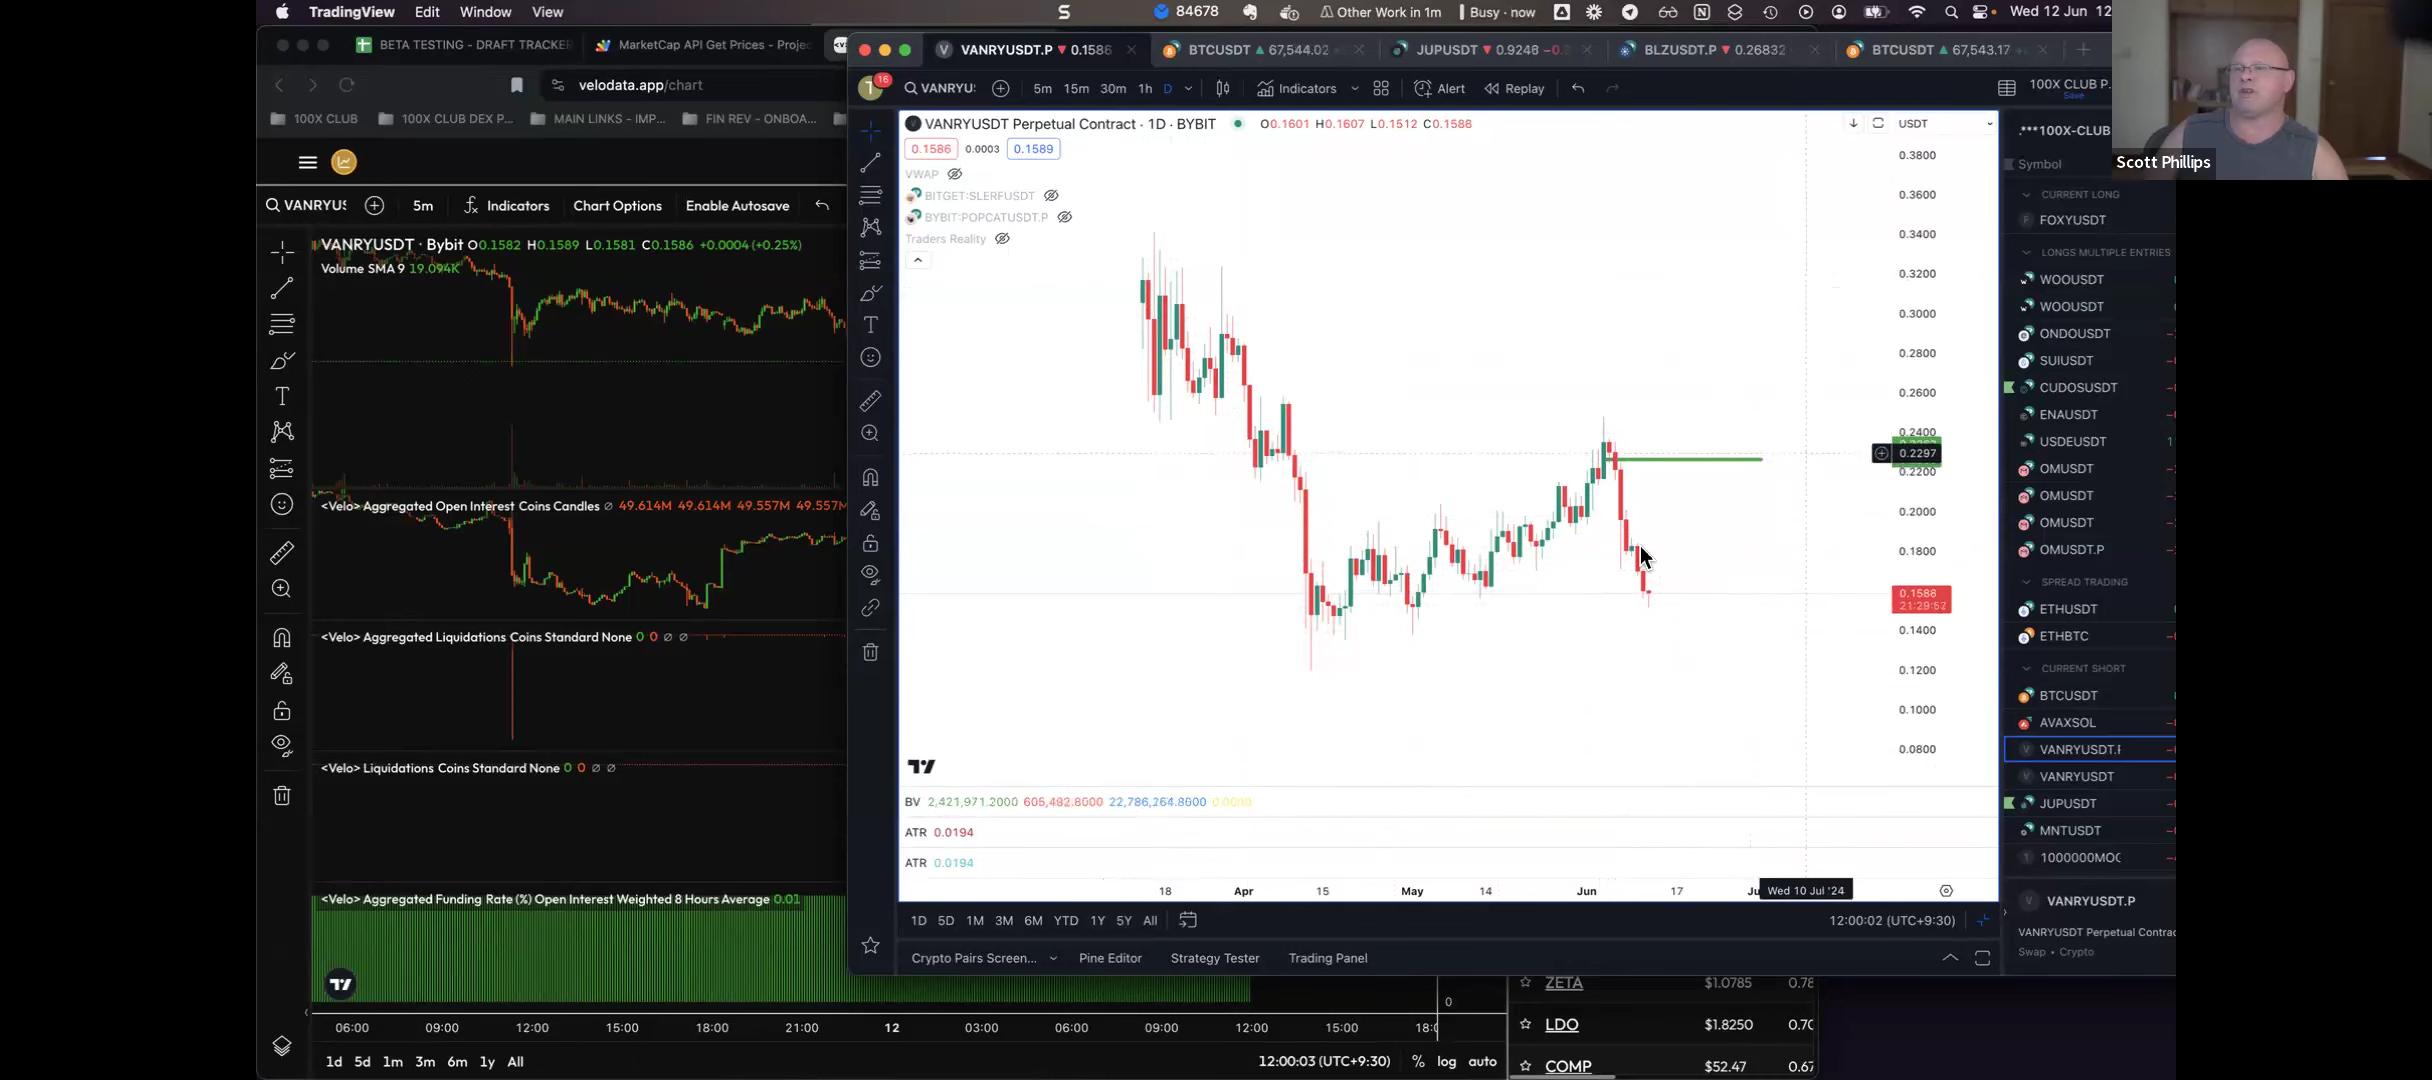 TradingView Edit Window View
84678 Other Work in 1m Busy · now Wed 12 Jun 12
BETA TESTING - DRAFT TRACKER MarketCap API Get Prices - Proje
VANRYUSDT.P 0.1586 BTCUSDT 67,544.02 JUPUSDT 0.9248 BLZUSDT.P 0.26832 BTCUSDT 67,543.17
velodata.app/chart
16 VANRYU: 5m 15m 30m 1h D Indicators Alert Replay 100X CLUB P.
Save
100X CLUB 100X CLUB DEX P... MAIN LINKS - IMP... FIN REV - ONBOA...
Scott Phillips
VANRYUSDT Perpetual Contract · 1D · BYBIT O0.1601 H0.1607 L0.1512 C0.1586
USDT
0.1586 0.0003 0.1589
VWAP
BITGET:SLERFUSDT
BYBIT:POPCATUSDT.P
Traders Reality
VANRYUS 5m Indicators Chart Options Enable Autosave
VANRYUSDT · Bybit O0.1582 H0.1589 L0.1581 C0.1586 +0.0004 (+0.25%)
Volume SMA 9 19.094K
<Velo> Aggregated Open Interest Coins Candles ∅ 49.614M 49.614M 49.557M 49.557M
<Velo> Aggregated Liquidations Coins Standard None 0 0 ∅ ∅
<Velo> Liquidations Coins Standard None 0 0 ∅ ∅
<Velo> Aggregated Funding Rate (%) Open Interest Weighted 8 Hours Average 0.01
06:00 09:00 12:00 15:00 18:00 21:00 12 03:00 06:00 09:00 12:00 15:00
1d 5d 1m 3m 6m 1y All
12:00:03 (UTC+9:30) % log auto
0.3800
0.3600
0.3400
0.3200
0.3000
0.2800
0.2600
0.2400
0.2297
0.2200
0.2000
0.1800
0.1586
21:29:57
0.1400
0.1200
0.1000
0.0800
BV 2,421,971.2000 605,482.8000 22,786,264.8000 0.0000
ATR 0.0194
ATR 0.0194
18 Apr 15 May 14 Jun 17 Wed 10 Jul '24
1D 5D 1M 3M 6M YTD 1Y 5Y All
12:00:02 (UTC+9:30)
Crypto Pairs Screen... Pine Editor Strategy Tester Trading Panel
0
ZETA $1.0785
LDO $1.8250
COMP $52.47
.***100X-CLUB
Symbol
CURRENT LONG
FOXYUSDT
LONGS MULTIPLE ENTRIES
WOOUSDT
WOOUSDT
ONDOUSDT
SUIUSDT
CUDOSUSDT
ENAUSDT
USDEUSDT
OMUSDT
OMUSDT
OMUSDT
OMUSDT.P
SPREAD TRADING
ETHUSDT
ETHBTC
CURRENT SHORT
BTCUSDT
AVAXSOL
VANRYUSDT.F
VANRYUSDT
JUPUSDT
MNTUSDT
VANRYUSDT.P
VANRYUSDT Perpetual Contrac
Swap • Crypto